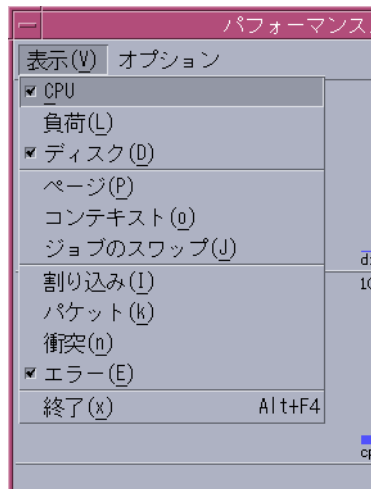 パフォーマンス
表示(V) オプション
CPU
負荷(L)
ディスク(D)
ページ(P)
コンテキスト(o)
ジョブのスワップ(J)
割り込み(I)
パケット(k)
衝突(n)
エラー(E)
終了(x) Alt+F4